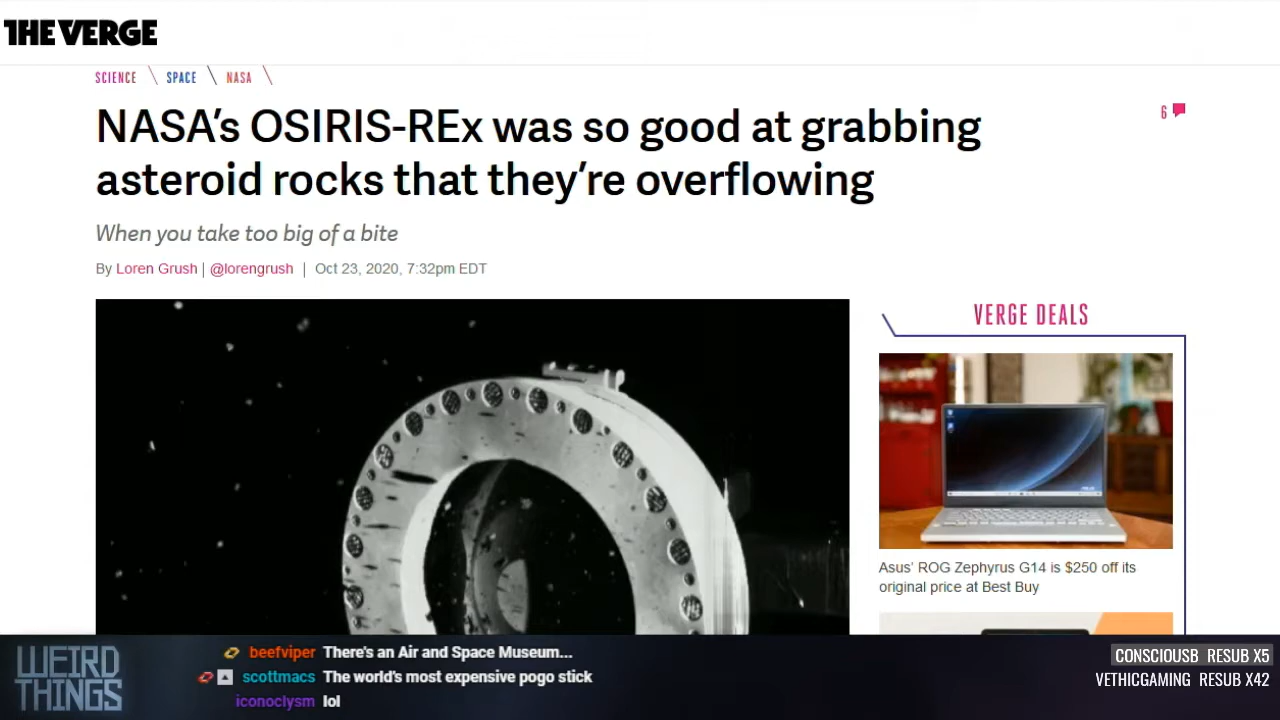 THE VERGE
SCIENCE \ SPACE \ NASA \
NASA's OSIRIS-REx was so good at grabbing
6
asteroid rocks that they're overflowing
When you take too big of a bite
By Loren Grush | @lorengrush | Oct 23, 2020, 7:32pm EDT
VERGE DEALS
Asus' ROG Zephyrus G14 is $250 off its
original price at Best Buy
WEIRD
THINGS
beefviper There's an Air and Space Museum...
scottmacs The world's most expensive pogo stick
iconoclysm lol
CONSCIOUSB RESUB X5
VETHICGAMING RESUB X42